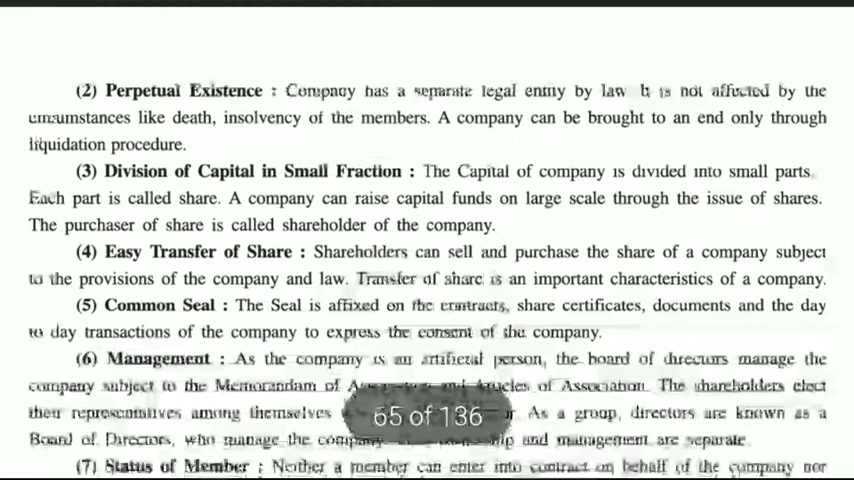 (2) Perpetual Existence : Company has a separate legal entity by law It is not affected by the
circumstances like death, insolvency of the members. A company can be brought to an end only through
liquidation procedure.
(3) Division of Capital in Small Fraction : The Capital of company is divided into small parts.
Each part is called share. A company can raise capital funds on large scale through the issue of shares.
The purchaser of share is called shareholder of the company.
(4) Easy Transfer of Share : Shareholders can sell and purchase the share of a company subject
to the provisions of the company and law. Transfer of share is an important characteristics of a company.
(5) Common Seal : The Seal is affixed on the contracts, share certificates, documents and the day
to day transactions of the company to express the consent of the company.
(6) Management : As the company is an artificial person, the board of directors manage the
company subject to the Memorandam of and Articles of Association. The shareholders elect
their representatives among themselves As a group, directors are known as a
Board of Directors, who manage the company and management are separate.
(7) Status of Member : Neither a member can enter into contract on behalf of the company nor
65 of 136